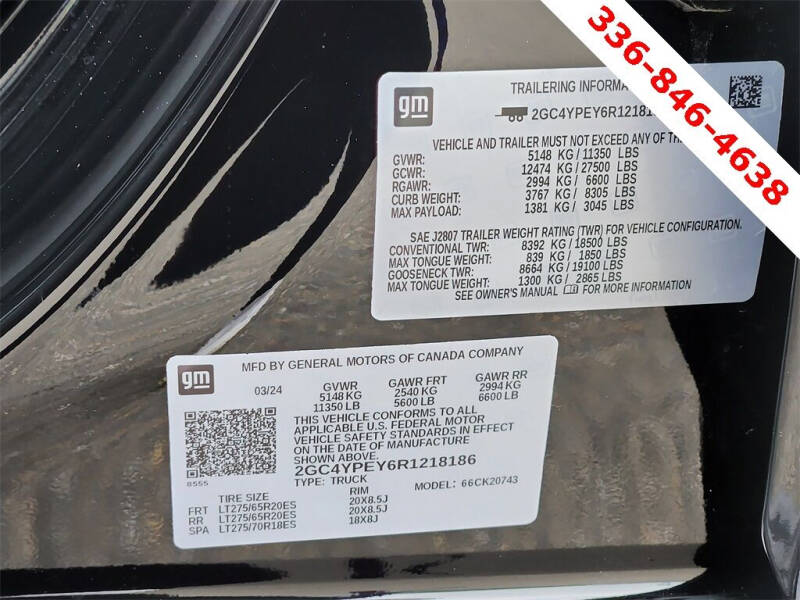 336-846-4638
gm
TRAILERING INFORMA
2GC4YPEY6R12181
VEHICLE AND TRAILER MUST NOT EXCEED ANY OF
GVWR: 5148 KG / 11350 LBS
GCWR: 12474 KG / 27500 LBS
RGAWR: 2994 KG / 6600 LBS
CURB WEIGHT: 3767 KG / 8305 LBS
MAX PAYLOAD: 1381 KG / 3045 LBS
SAE J2807 TRAILER WEIGHT RATING (TWR) FOR VEHICLE CONFIGURATION.
CONVENTIONAL TWR: 8392 KG / 18500 LBS
MAX TONGUE WEIGHT: 839 KG / 1850 LBS
GOOSENECK TWR: 8664 KG / 19100 LBS
MAX TONGUE WEIGHT: 1300 KG / 2865 LBS
SEE OWNER'S MANUAL FOR MORE INFORMATION
gm
MFD BY GENERAL MOTORS OF CANADA COMPANY
03/24 GVWR GAWR FRT GAWR RR
5148 KG 2540 KG 2994 KG
11350 LB 5600 LB 6600 LB
THIS VEHICLE CONFORMS TO ALL
APPLICABLE U.S. FEDERAL MOTOR
VEHICLE SAFETY STANDARDS IN EFFECT
ON THE DATE OF MANUFACTURE
SHOWN ABOVE.
2GC4YPEY6R1218186
8555 TYPE: TRUCK MODEL: 66CK20743
TIRE SIZE RIM
FRT LT275/65R20ES 20X8.5J
RR LT275/65R20ES 20X8.5J
SPA LT275/70R18ES 18X8J